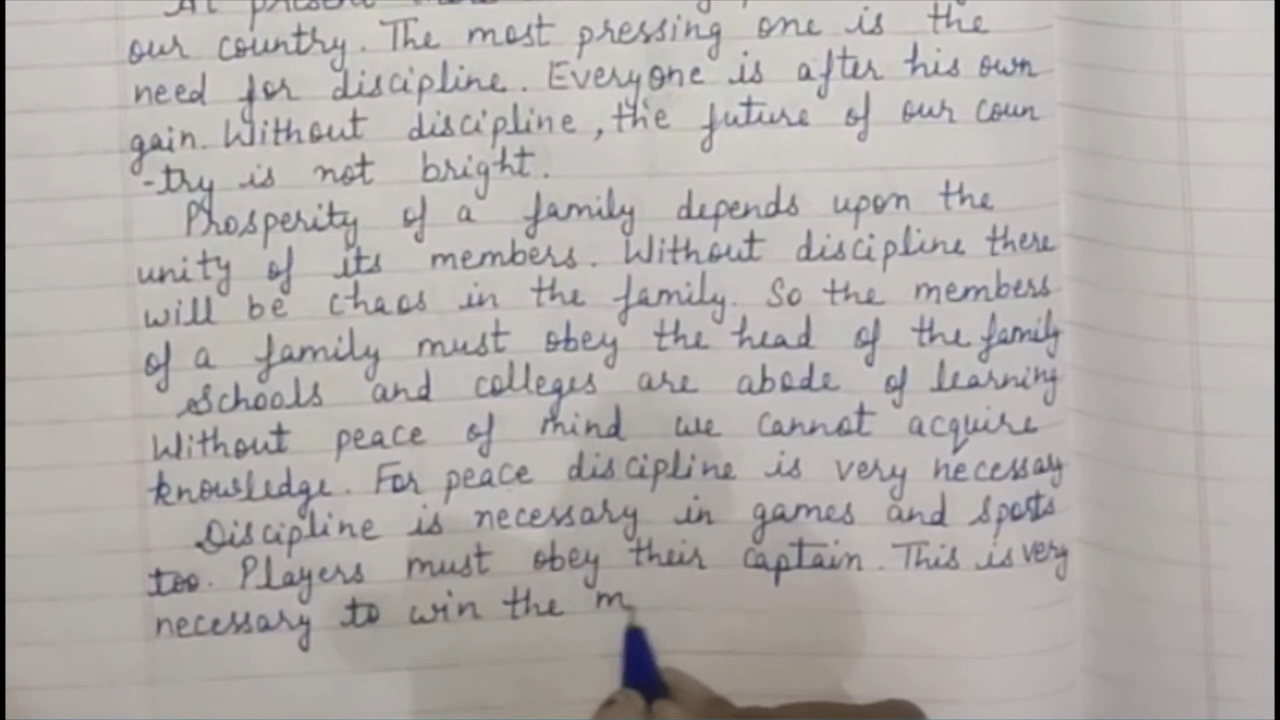 At present there
our country. The most pressing one is the
need for discipline. Everyone is after his own
gain. Without discipline, the future of our coun
-try is not bright.
Prosperity of a family depends upon the
unity of its members. Without discipline there
will be chaos in the family. So the members
of a family must obey the head of the family
Schools and colleges are abode of learning
Without peace of mind we cannot acquire
knowledge. For peace discipline is very necessay
Discipline is necessary in games and sports
too. Players must obey their captain. This is very
necessary to win the m